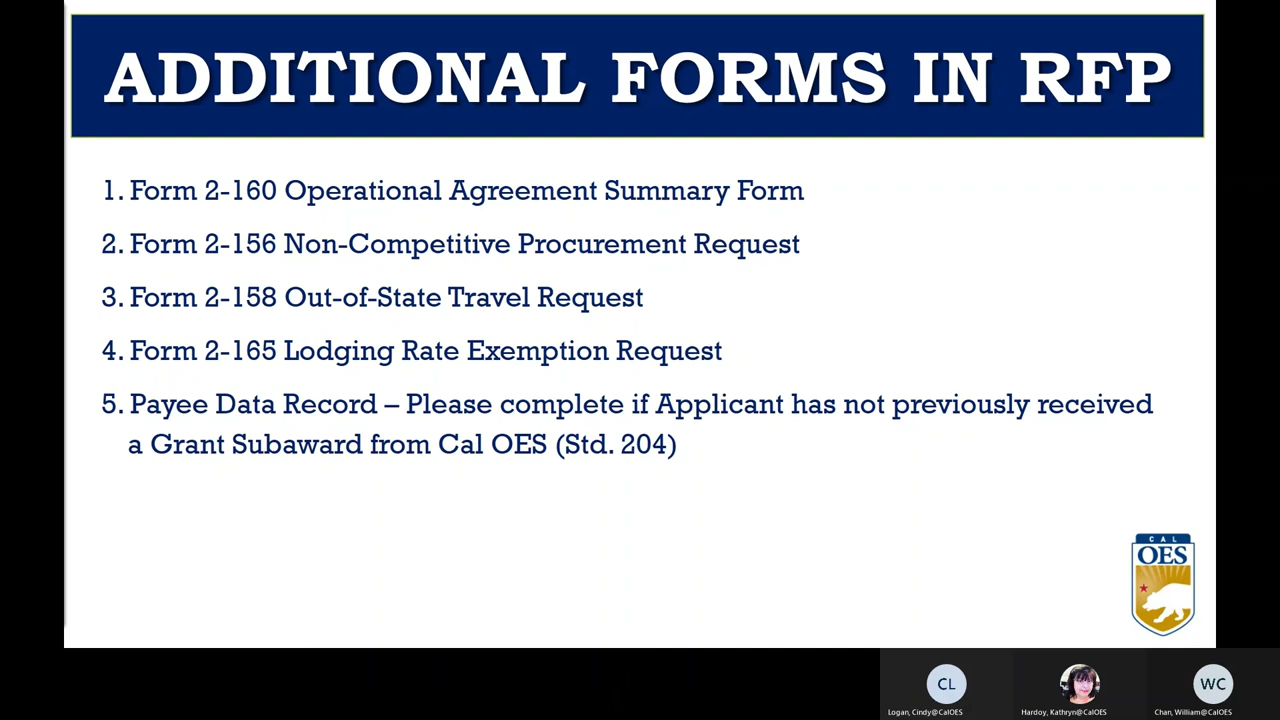 ADDITIONAL FORMS IN RFP
1. Form 2-160 Operational Agreement Summary Form
2. Form 2-156 Non-Competitive Procurement Request
3. Form 2-158 Out-of-State Travel Request
4. Form 2-165 Lodging Rate Exemption Request
5. Payee Data Record – Please complete if Applicant has not previously received
a Grant Subaward from Cal OES (Std. 204)
CAL
OES
CL
WC
Logan, Cindy@CalOES
Hardoy, Kathryn@CalOES
Chan, William@CalOES